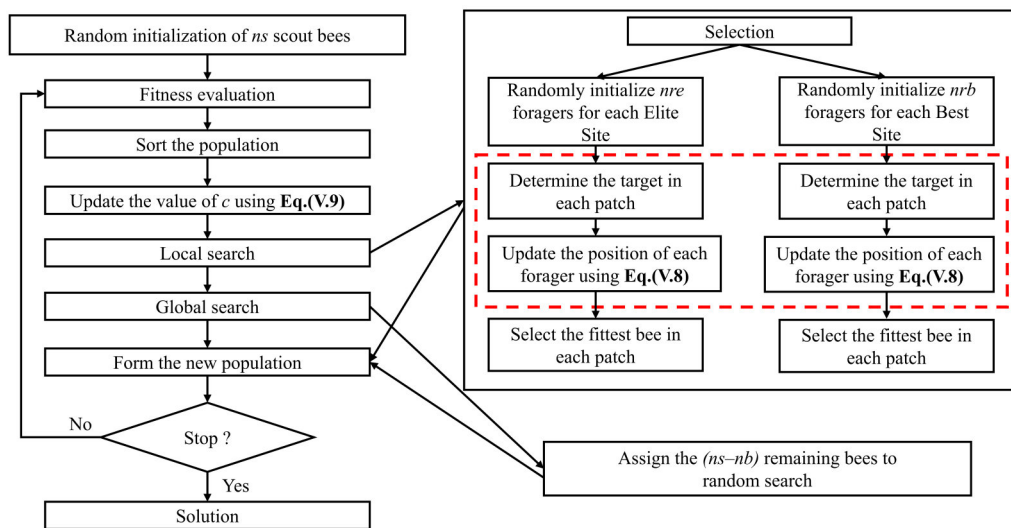 Random initialization of ns scout bees
Fitness evaluation
Sort the population
Update the value of c using Eq.(V.9)
Local search
Global search
Form the new population
No
Stop ?
Yes
Solution
Selection
Randomly initialize nre
foragers for each Elite
Site
Determine the target in
each patch
Update the position of each
forager using Eq.(V.8)
Select the fittest bee in
each patch
Randomly initialize nrb
foragers for each Best
Site
Determine the target in
each patch
Update the position of each
forager using Eq.(V.8)
Select the fittest bee in
each patch
Assign the (ns–nb) remaining bees to
random search